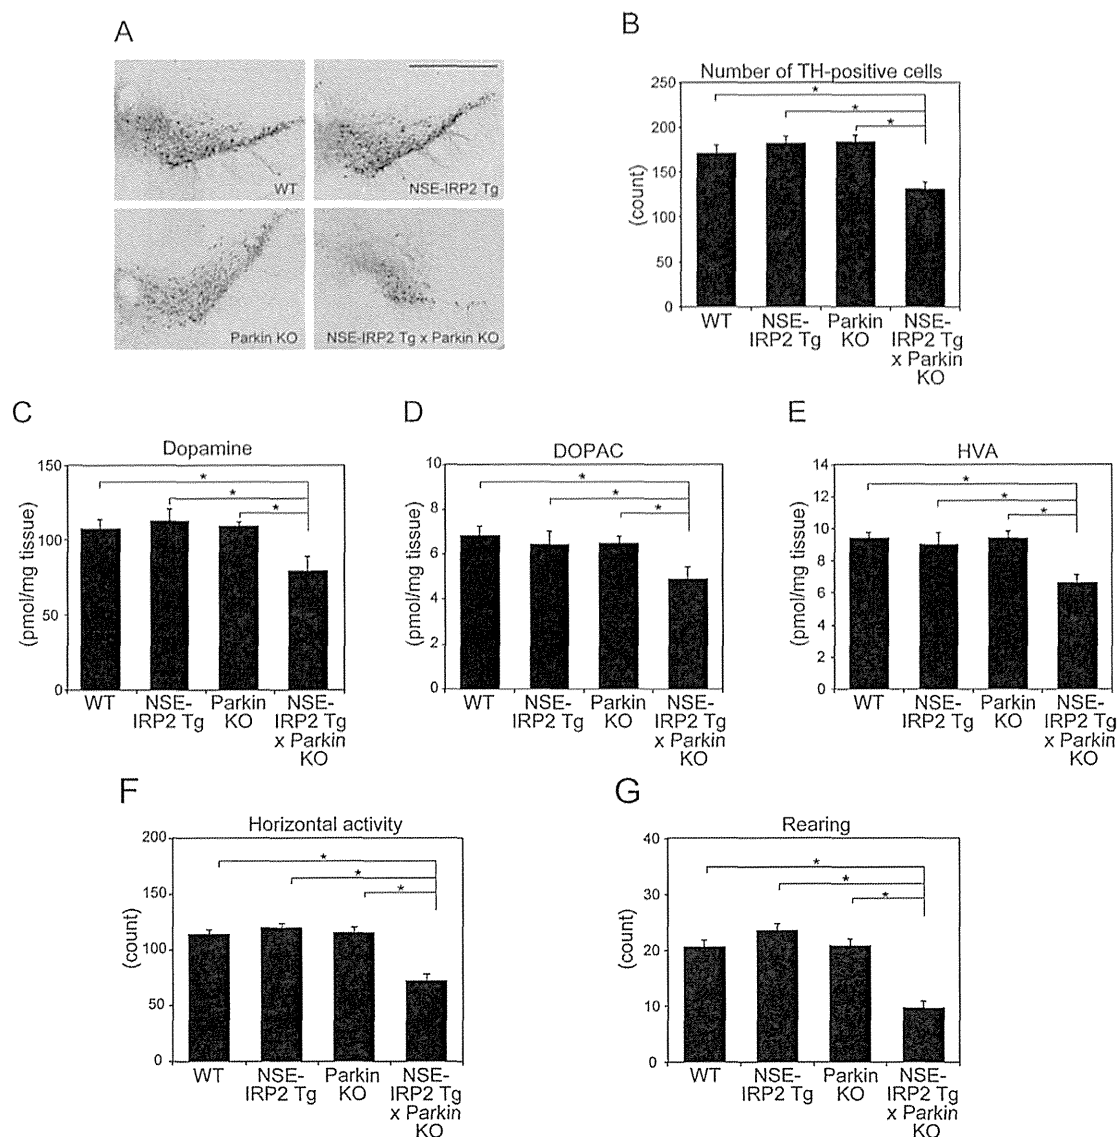 A
WT
NSE-IRP2 Tg
Parkin KO
NSE-IRP2 Tg x Parkin KO
B
Number of TH-positive cells
(count)
250
200
150
100
50
0
*
*
*
WT
NSE-
IRP2 Tg
Parkin
KO
NSE-
IRP2 Tg
x Parkin
KO
C
Dopamine
(pmol/mg tissue)
150
100
50
0
*
*
*
WT
NSE-
IRP2 Tg
Parkin
KO
NSE-
IRP2 Tg
x Parkin
KO
D
DOPAC
(pmol/mg tissue)
10
8
6
4
2
0
*
*
*
WT
NSE-
IRP2 Tg
Parkin
KO
NSE-
IRP2 Tg
x Parkin
KO
E
HVA
(pmol/mg tissue)
14
12
10
8
6
4
2
0
*
*
*
WT
NSE-
IRP2 Tg
Parkin
KO
NSE-
IRP2 Tg
x Parkin
KO
F
Horizontal activity
(count)
200
150
100
50
0
*
*
*
WT
NSE-
IRP2 Tg
Parkin
KO
NSE-
IRP2 Tg
x Parkin
KO
G
Rearing
(count)
40
30
20
10
0
*
*
*
WT
NSE-
IRP2 Tg
Parkin
KO
NSE-
IRP2 Tg
x Parkin
KO